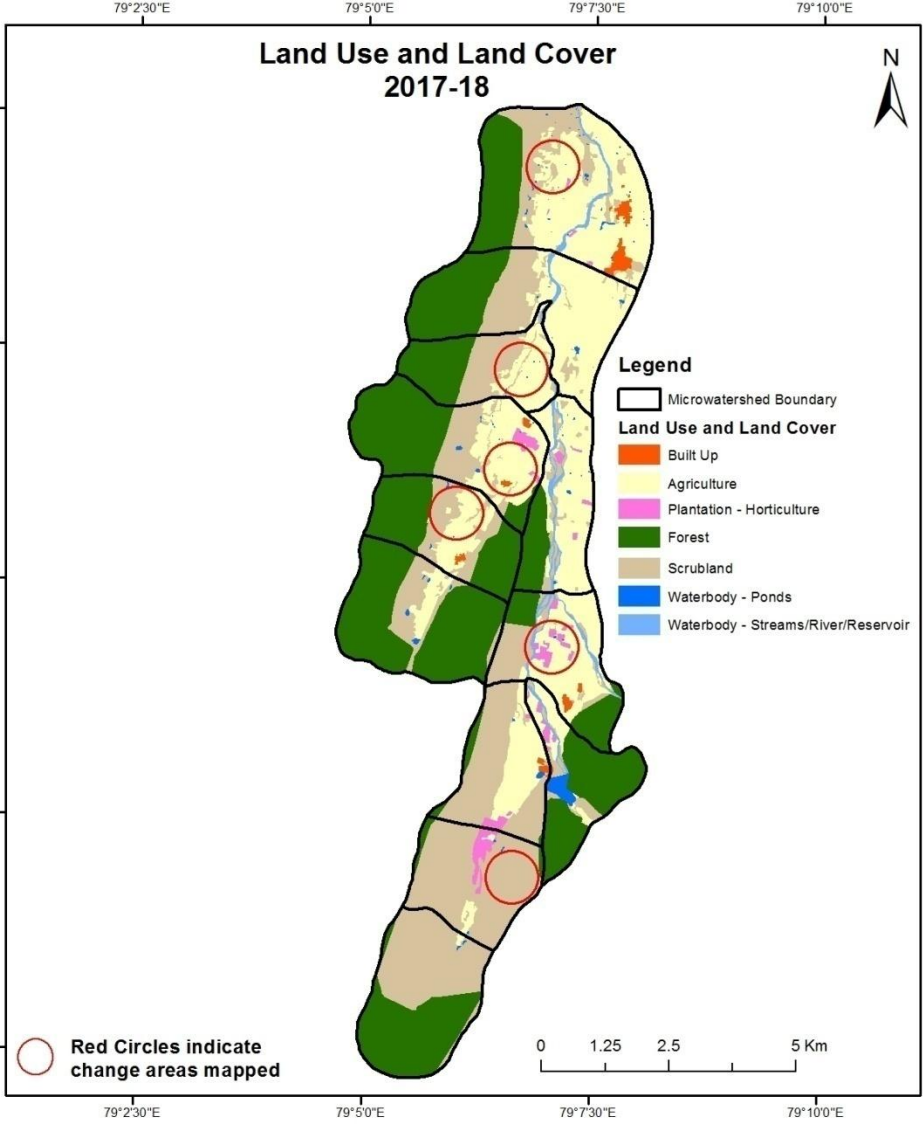 79°2'30"E 79°5'0"E 79°7'30"E 79°10'0"E
Land Use and Land Cover
2017-18
N
Legend
Microwatershed Boundary
Land Use and Land Cover
Built Up
Agriculture
Plantation - Horticulture
Forest
Scrubland
Waterbody - Ponds
Waterbody - Streams/River/Reservoir
Red Circles indicate
change areas mapped
0 1.25 2.5 5 Km
79°2'30"E 79°5'0"E 79°7'30"E 79°10'0"E